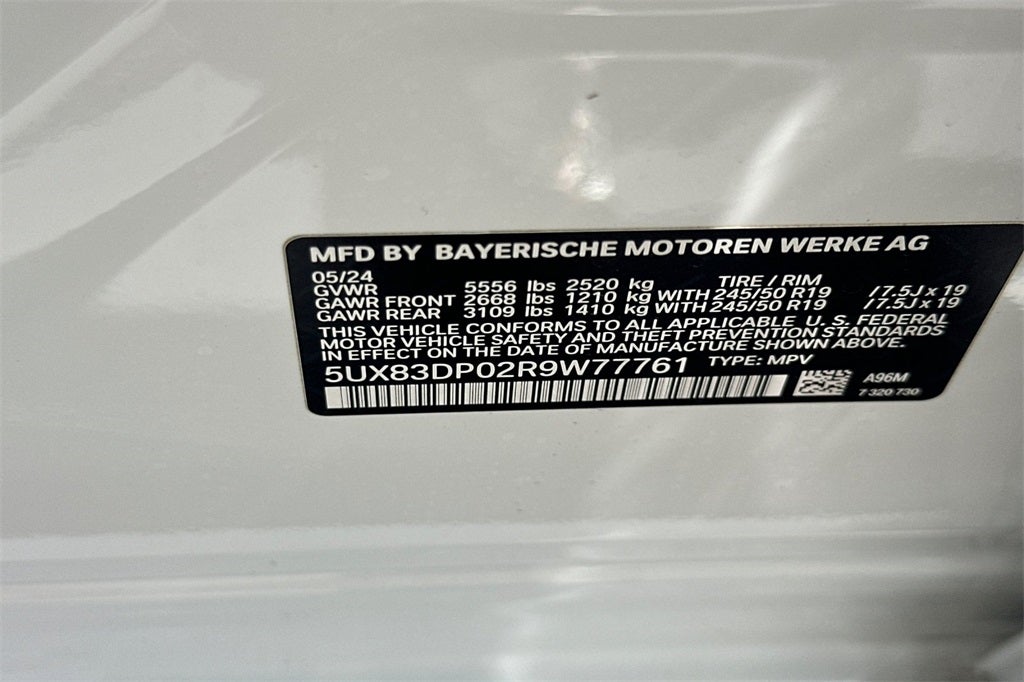 MFD BY BAYERISCHE MOTOREN WERKE AG
05/24 TIRE / RIM
GVWR 5556 lbs 2520 kg
GAWR FRONT 2668 lbs 1210 kg WITH 245/50 R19 / 7.5J x 19
GAWR REAR 3109 lbs 1410 kg WITH 245/50 R19 / 7.5J x 19
THIS VEHICLE CONFORMS TO ALL APPLICABLE U. S. FEDERAL
MOTOR VEHICLE SAFETY AND THEFT PREVENTION STANDARDS
IN EFFECT ON THE DATE OF MANUFACTURE SHOWN ABOVE.
5UX83DP02R9W77761 TYPE: MPV
A96M
7 320 730